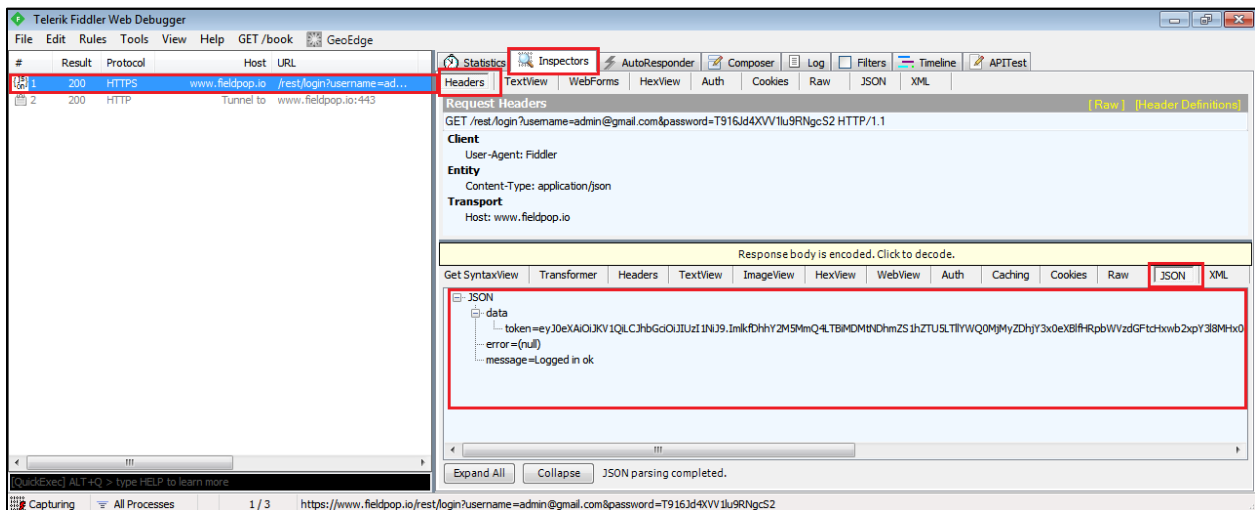 Telerik Fiddler Web Debugger
File Edit Rules Tools View Help GET /book GeoEdge
# Result Protocol Host URL
1 200 HTTPS www.fieldpop.io /rest/login?username=ad...
2 200 HTTP Tunnel to www.fieldpop.io:443
Statistics Inspectors AutoResponder Composer Log Filters Timeline APITest
Headers TextView WebForms HexView Auth Cookies Raw JSON XML
Request Headers [ Raw ] [Header Definitions]
GET /rest/login?username=admin@gmail.com&password=T916Jd4XVV1lu9RNgcS2 HTTP/1.1
Client
User-Agent: Fiddler
Entity
Content-Type: application/json
Transport
Host: www.fieldpop.io
Response body is encoded. Click to decode.
Get SyntaxView Transformer Headers TextView ImageView HexView WebView Auth Caching Cookies Raw JSON XML
JSON
data
error=(null)
message=Logged in ok
Expand All Collapse JSON parsing completed.
[QuickExec] ALT+Q > type HELP to learn more
Capturing All Processes 1 / 3 https://www.fieldpop.io/rest/login?username=admin@gmail.com&password=T916Jd4XVV1lu9RNgcS2